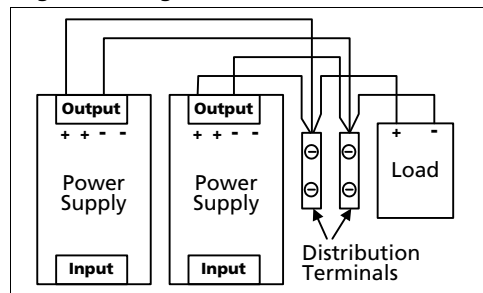 Output
+ + - -
Power
Supply
Input
Output
+ + - -
Power
Supply
Input
+ -
Load
Distribution
Terminals